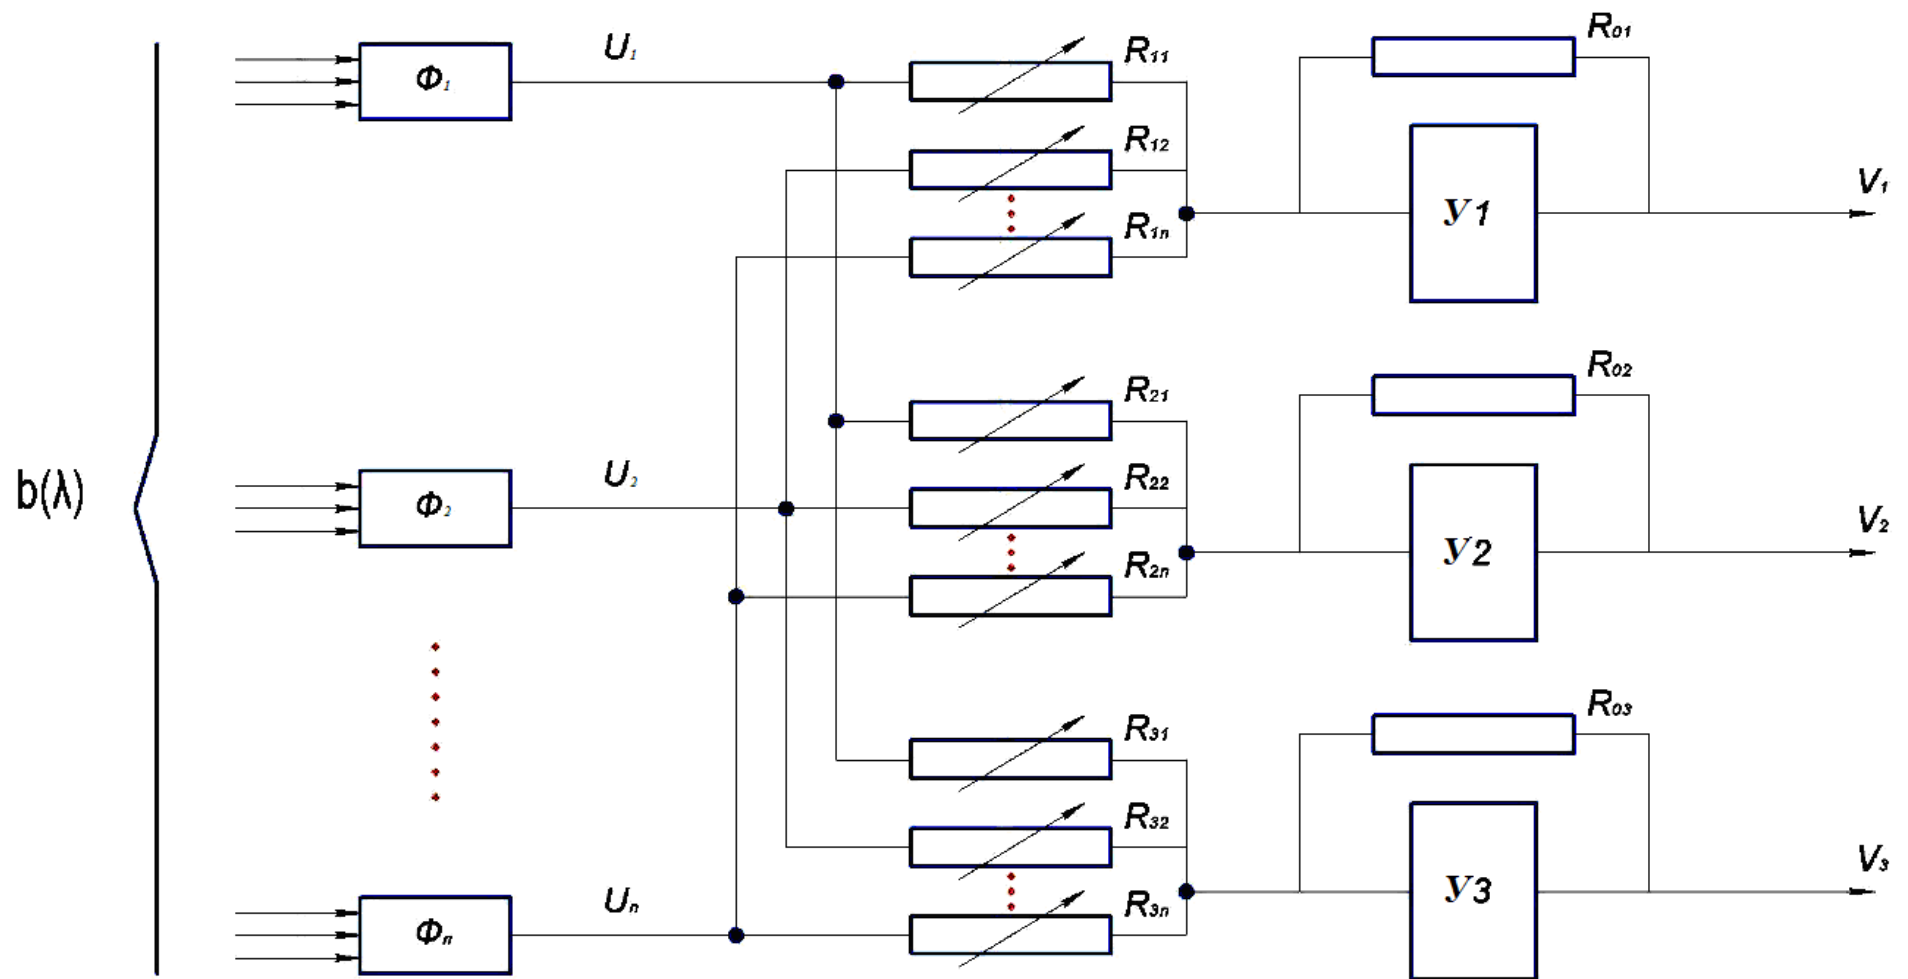 R₀₁
U₁
R₁₁
Φ₁
R₁₂
V₁
У1
R₁ₙ
R₀₂
R₂₁
b(λ)
U₂
R₂₂
Φ₂
V₂
У2
R₂ₙ
R₀₃
R₃₁
R₃₂
V₃
У3
Uₙ
R₃ₙ
Φₙ